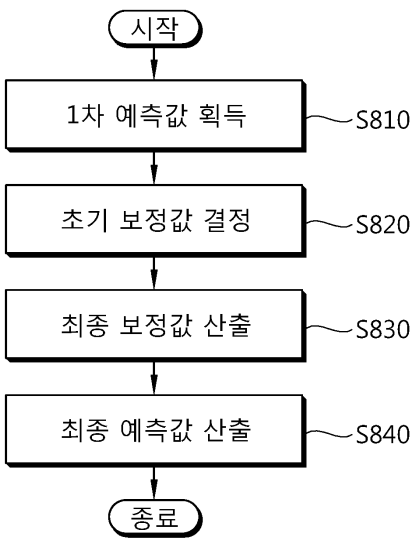 시작
1차 예측값 획득
S810
초기 보정값 결정
S820
최종 보정값 산출
S830
최종 예측값 산출
S840
종료